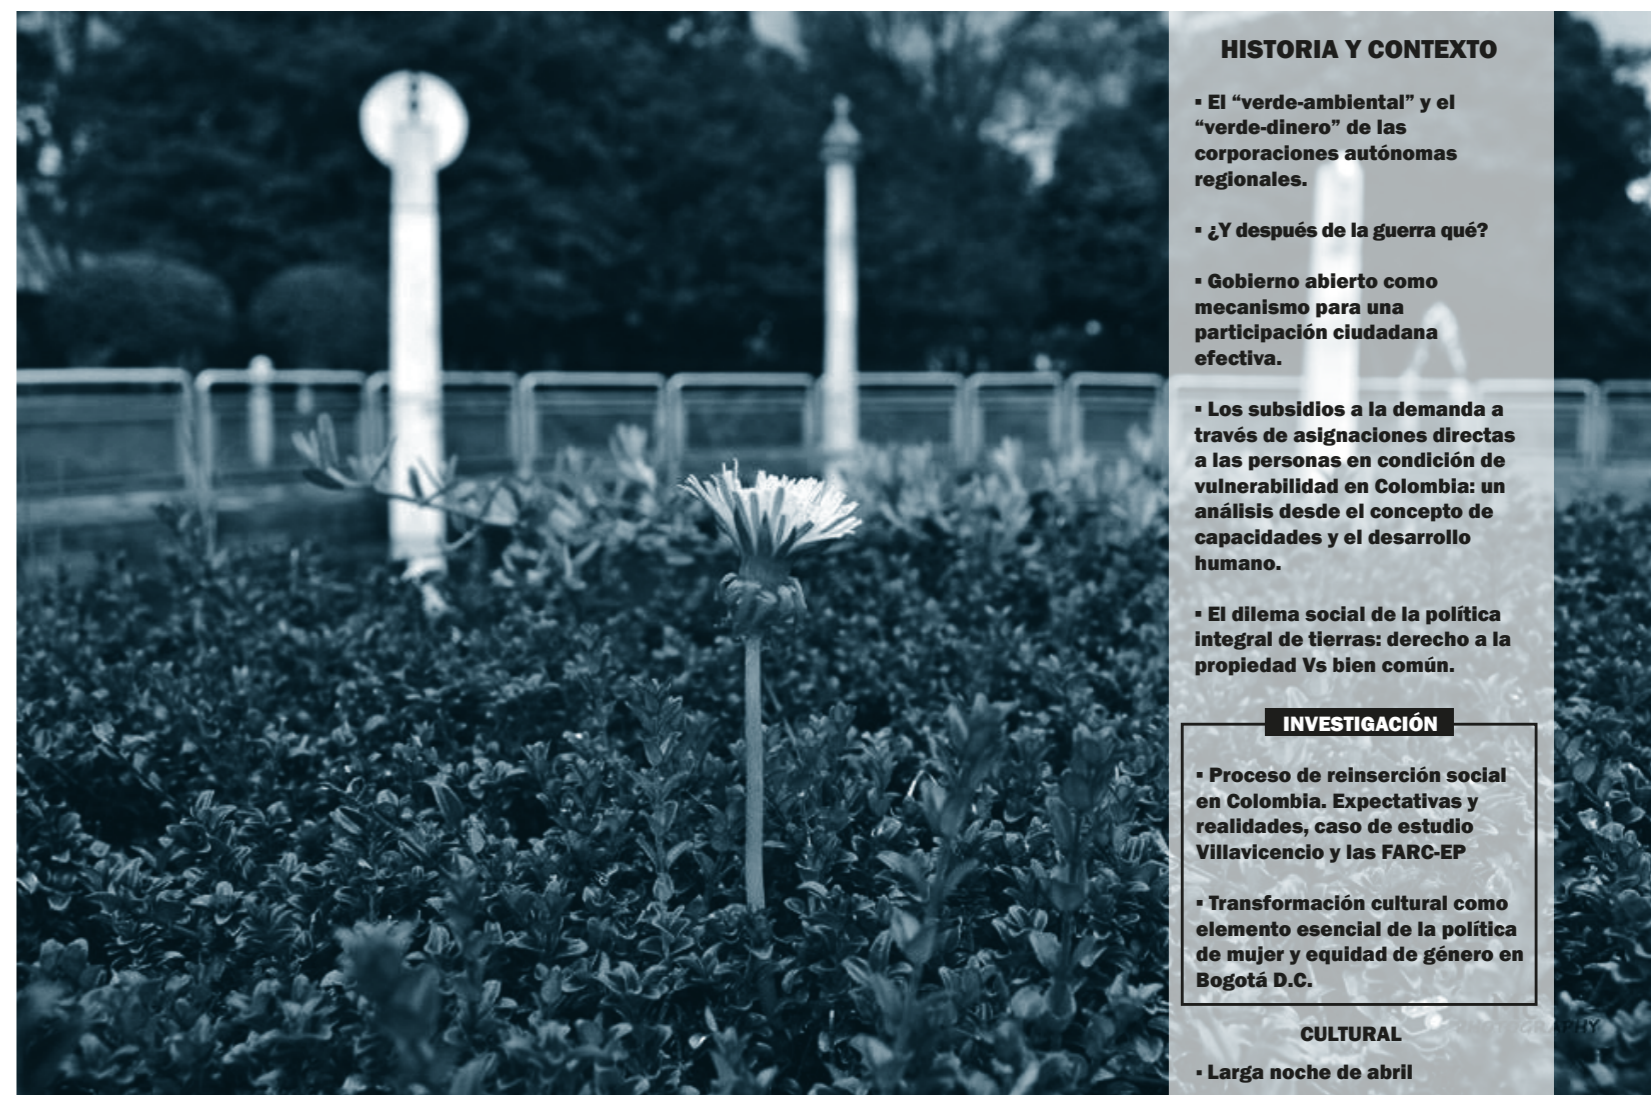 HISTORIA Y CONTEXTO
▪ El “verde-ambiental” y el
“verde-dinero” de las
corporaciones autónomas
regionales.
▪ ¿Y después de la guerra qué?
▪ Gobierno abierto como
mecanismo para una
participación ciudadana
efectiva.
▪ Los subsidios a la demanda a
través de asignaciones directas
a las personas en condición de
vulnerabilidad en Colombia: un
análisis desde el concepto de
capacidades y el desarrollo
humano.
▪ El dilema social de la política
integral de tierras: derecho a la
propiedad Vs bien común.
INVESTIGACIÓN
▪ Proceso de reinserción social
en Colombia. Expectativas y
realidades, caso de estudio
Villavicencio y las FARC-EP
▪ Transformación cultural como
elemento esencial de la política
de mujer y equidad de género en
Bogotá D.C.
PHOTOGRAPHY
CULTURAL
▪ Larga noche de abril